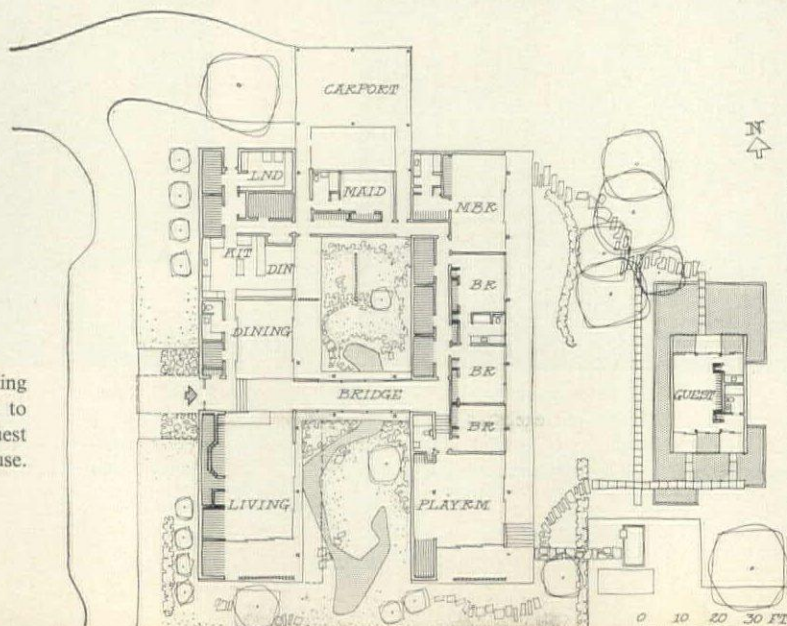 CARPORT
N
LND
MAID
MBR
KIT
DIN
BR
DINING
BR
GUEST
BRIDGE
BR
ing
to
uest
use.
LIVING
PLAYRM
0 10 20 30 FT